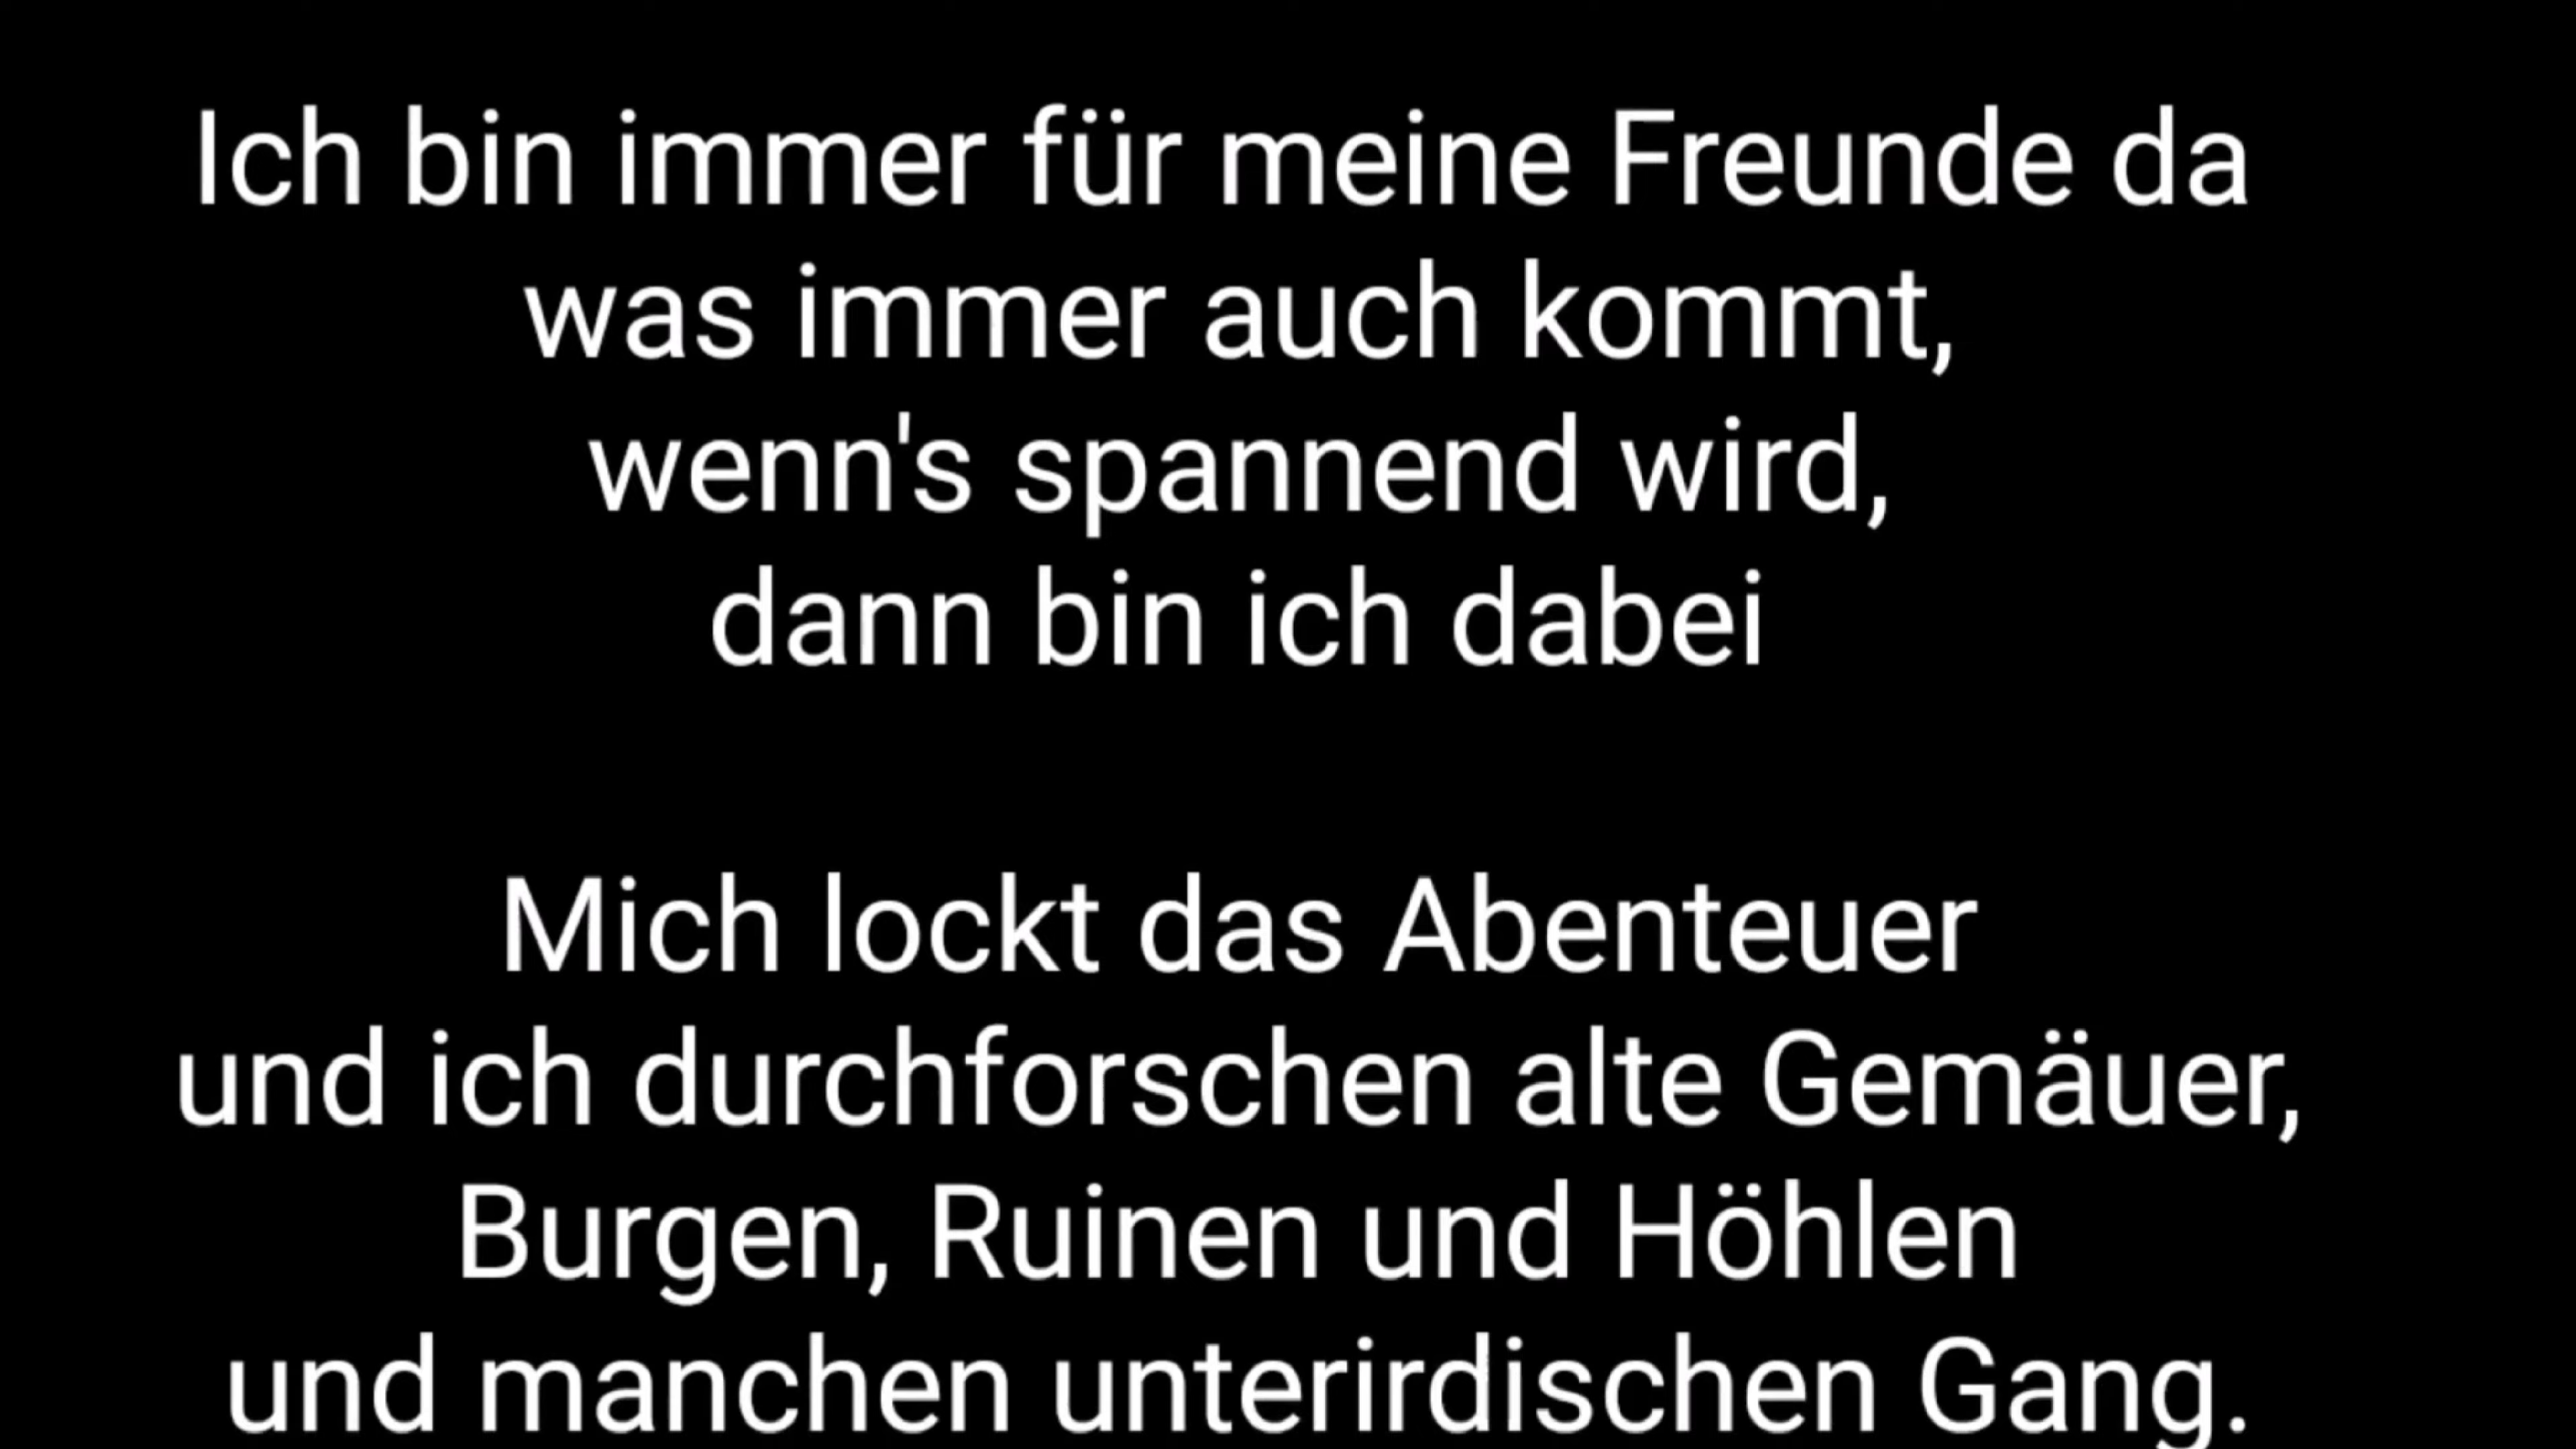 Ich bin immer für meine Freunde da
was immer auch kommt,
wenn's spannend wird,
dann bin ich dabei
Mich lockt das Abenteuer
und ich durchforschen alte Gemäuer,
Burgen, Ruinen und Höhlen
und manchen unterirdischen Gang.